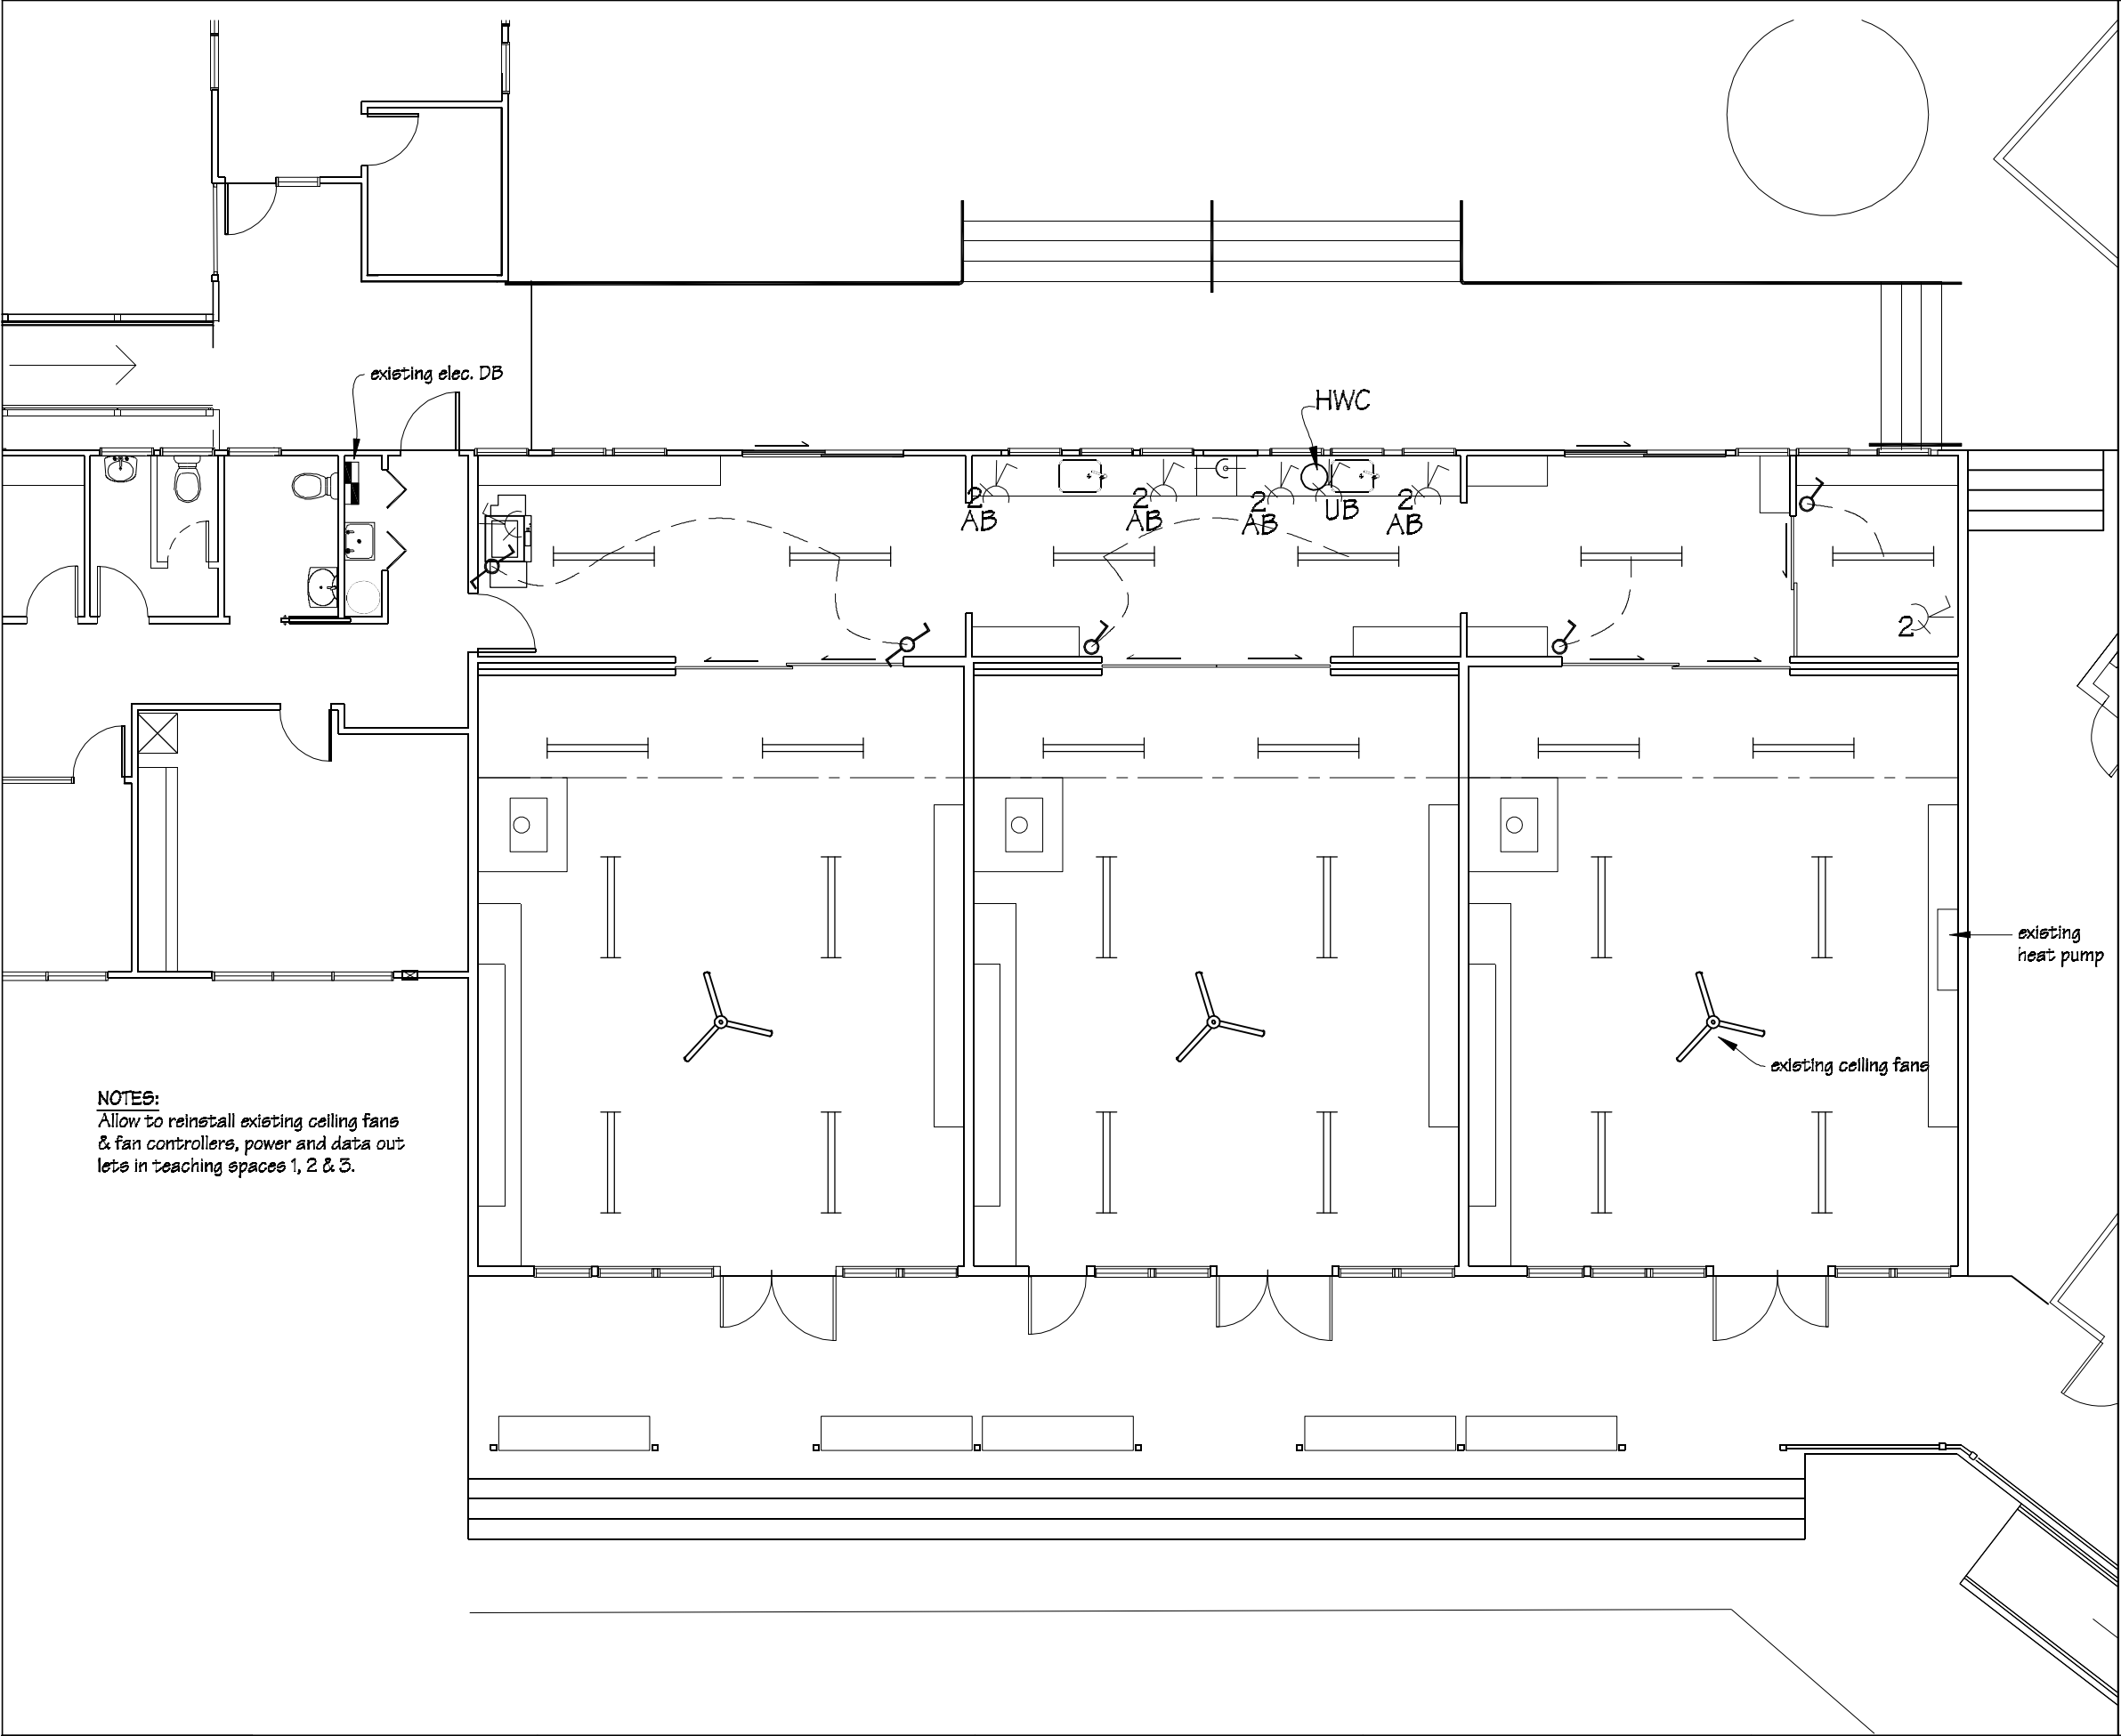 existing elec. DB
HWC
2
AB
2
AB
2
AB
UB
2
AB
2
existing
heat pump
existing ceiling fans
NOTES:
Allow to reinstall existing ceiling fans
& fan controllers, power and data out
lets in teaching spaces 1, 2 & 3.